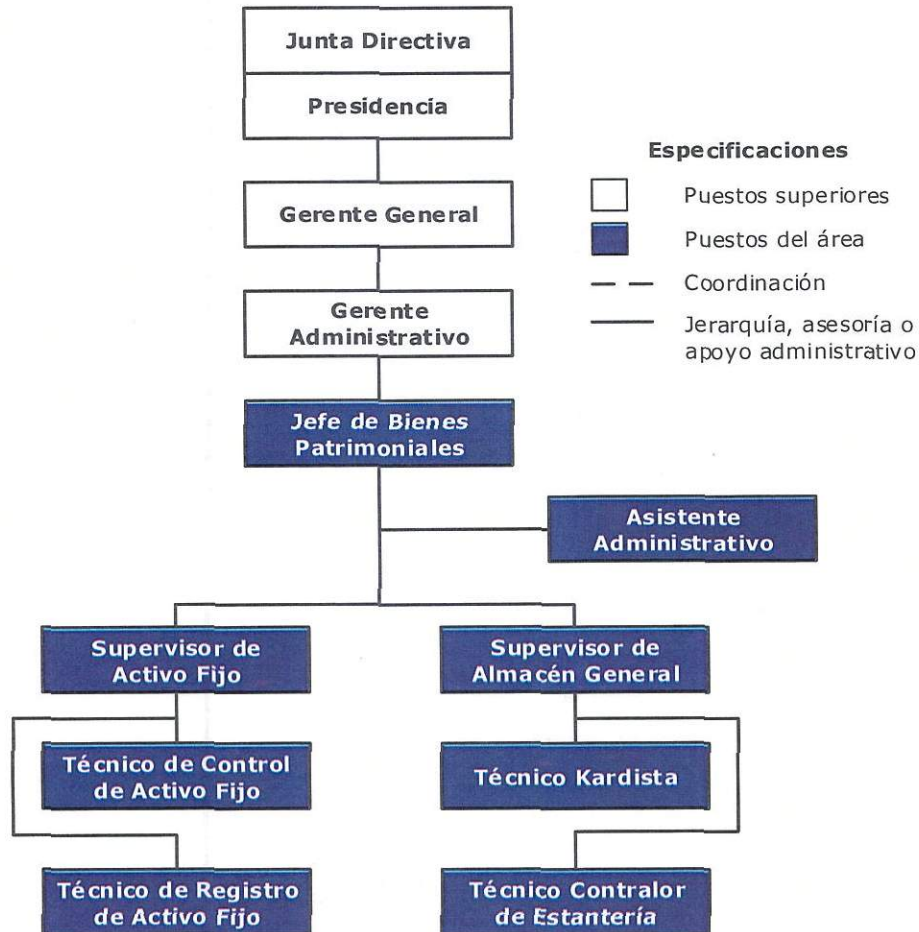 Junta Directiva
Presidencia
Gerente General
Gerente
Administrativo
Jefe de Bienes
Patrimoniales
Asistente
Administrativo
Supervisor de
Activo Fijo
Supervisor de
Almacén General
Técnico de Control
de Activo Fijo
Técnico Kardista
Técnico de Registro
de Activo Fijo
Técnico Contralor
de Estantería
Especificaciones
Puestos superiores
Puestos del área
Coordinación
Jerarquía, asesoría o
apoyo administrativo